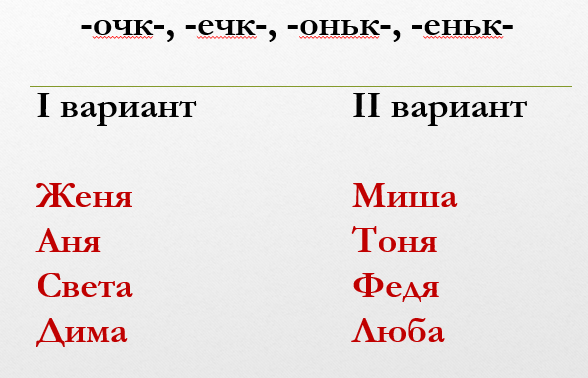 -очк-, -ечк-, -оньк-, -еньк-
I вариант
II вариант
Женя
Миша
Аня
Тоня
Света
Федя
Дима
Люба